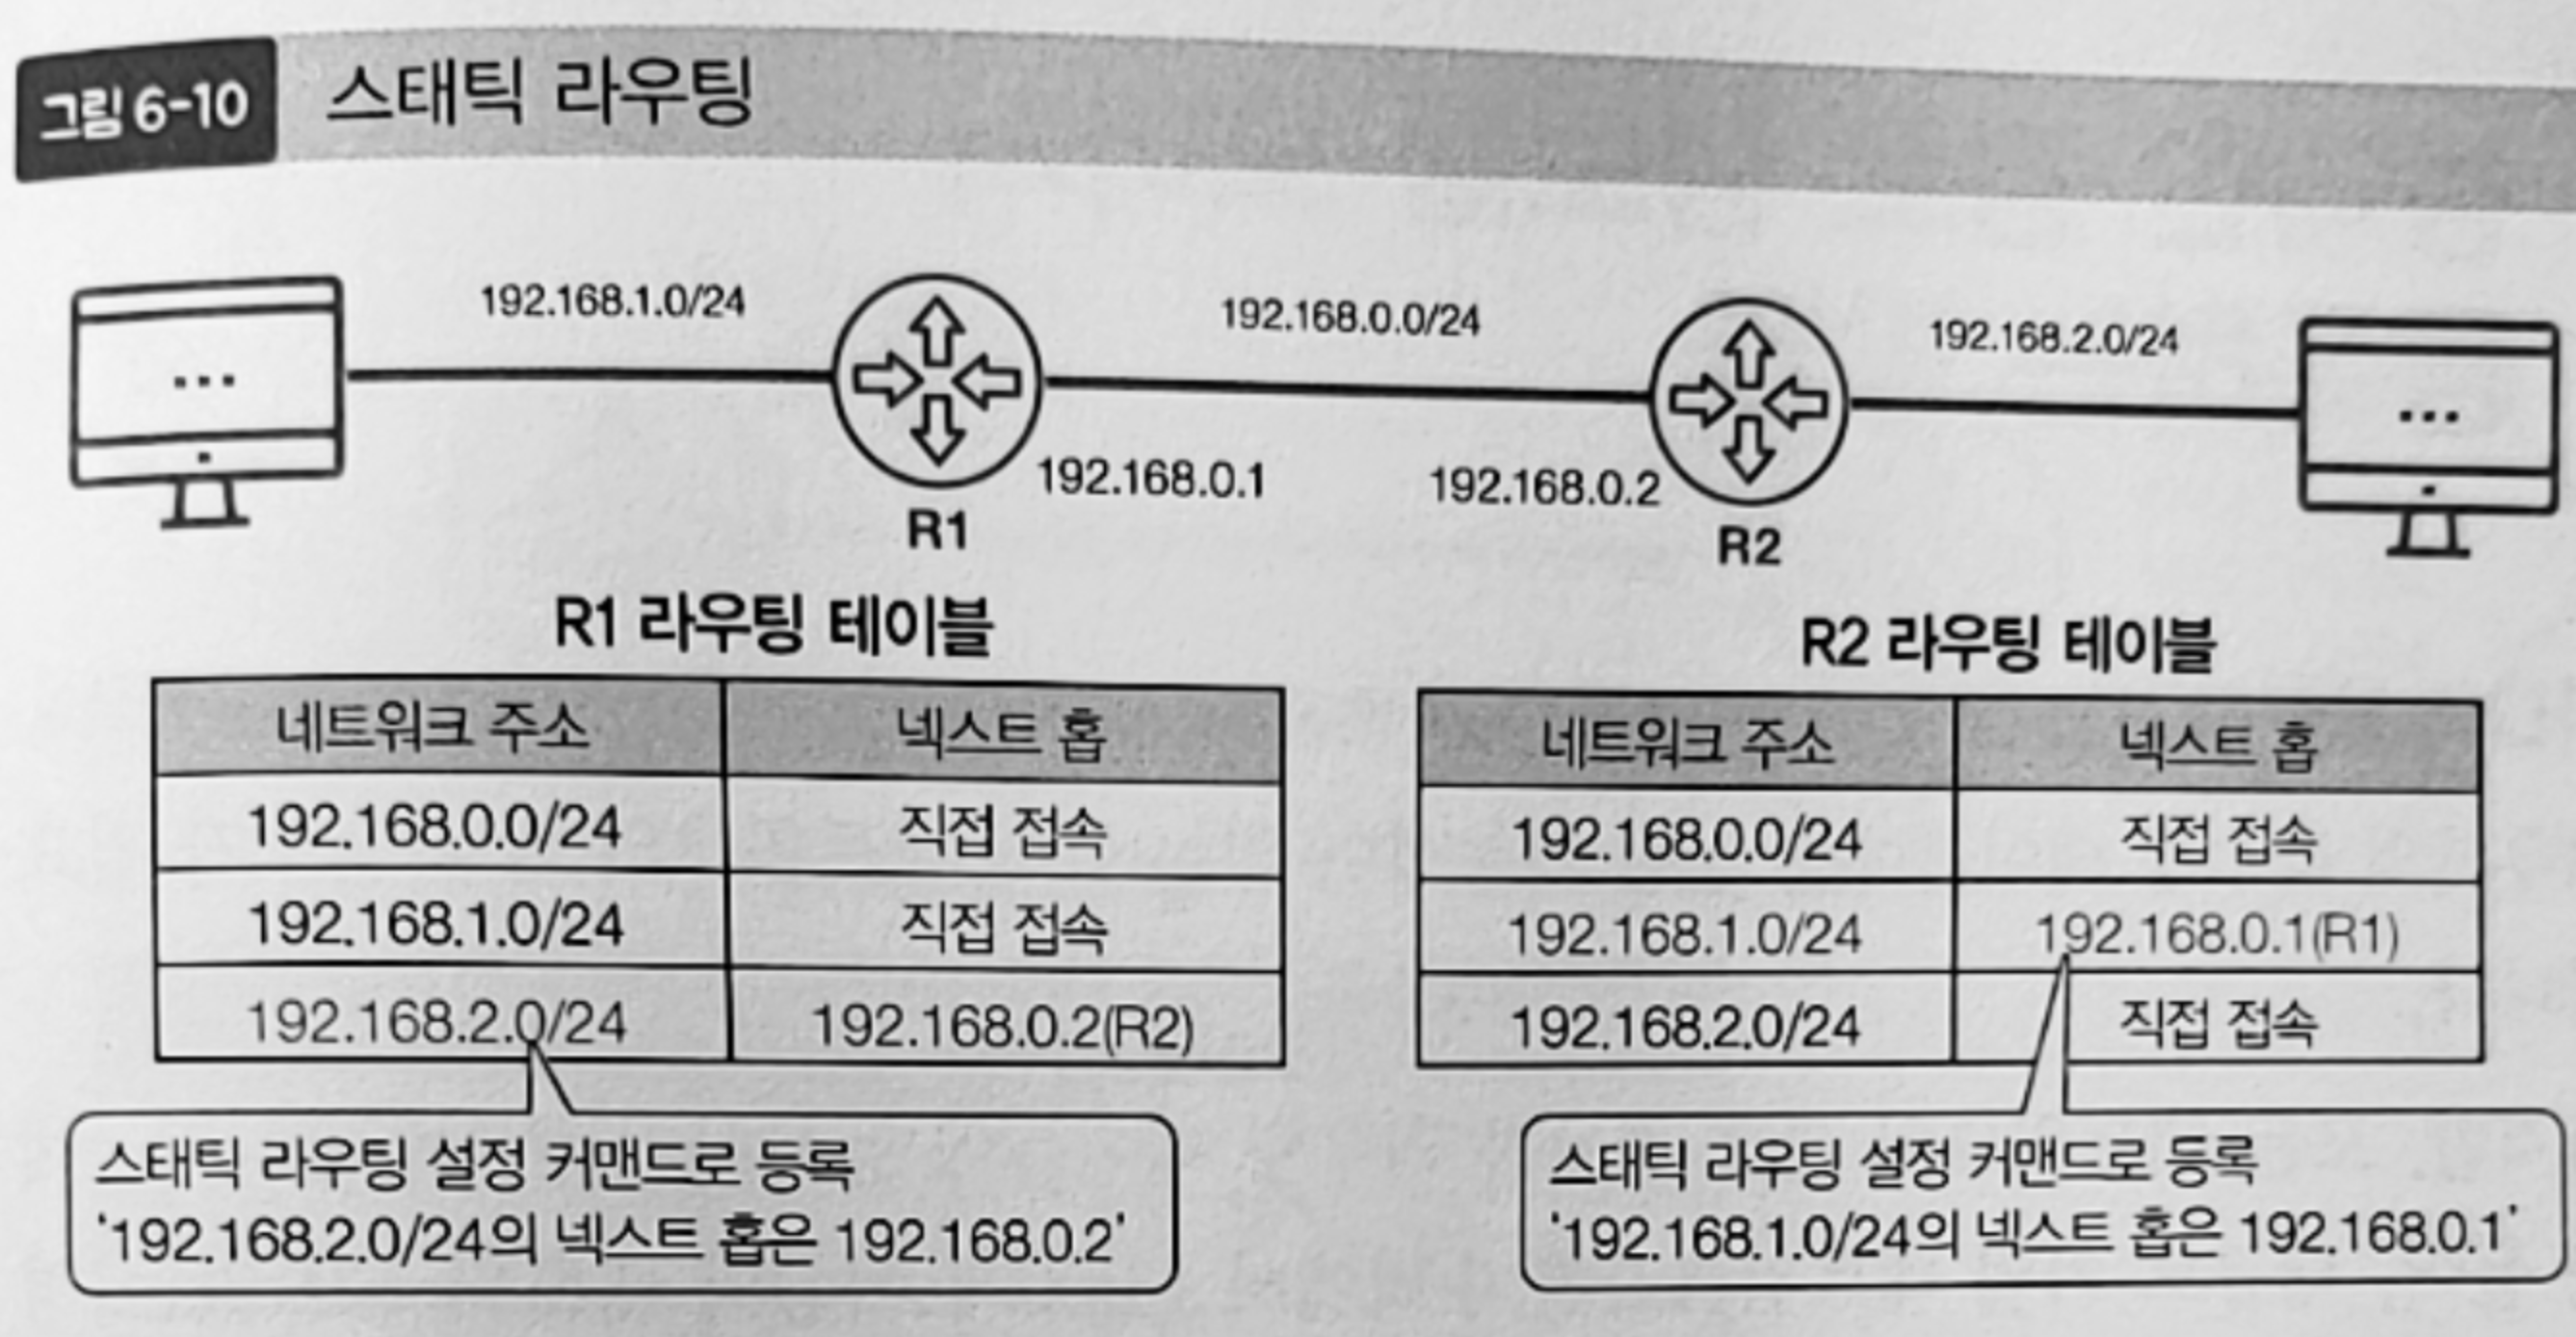 그림 6-10 스태틱 라우팅
192.168.1.0/24
192.168.0.0/24
192.168.2.0/24
...
...
192.168.0.1
192.168.0.2
R1
R2
R1 라우팅 테이블
네트워크 주소 넥스트 홉
192.168.0.0/24 직접 접속
192.168.1.0/24 직접 접속
192.168.2.0/24 192.168.0.2(R2)
스태틱 라우팅 설정 커맨드로 등록
'192.168.2.0/24의 넥스트 홉은 192.168.0.2'
R2 라우팅 테이블
네트워크 주소 넥스트 홉
192.168.0.0/24 직접 접속
192.168.1.0/24 192.168.0.1(R1)
192.168.2.0/24 직접 접속
스태틱 라우팅 설정 커맨드로 등록
'192.168.1.0/24의 넥스트 홉은 192.168.0.1'